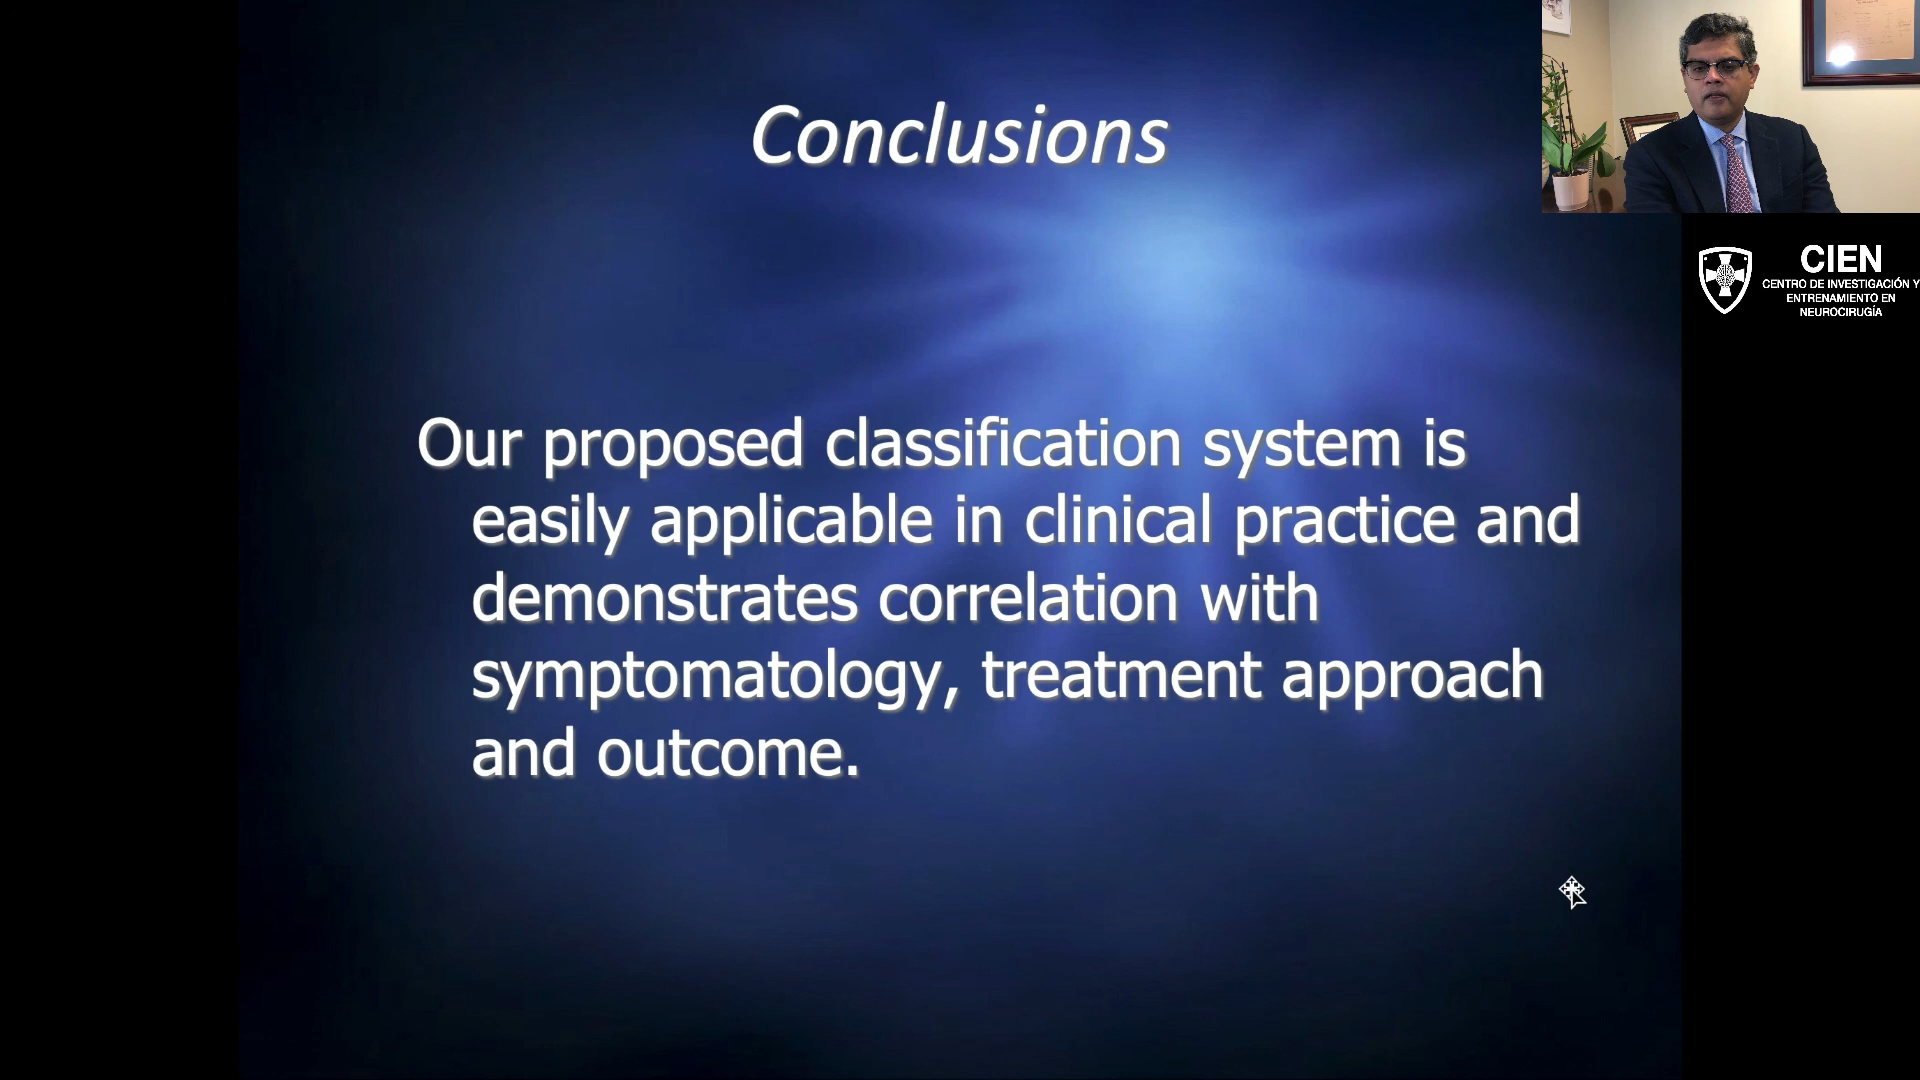 Conclusions
Our proposed classification system is
easily applicable in clinical practice and
demonstrates correlation with
symptomatology, treatment approach
and outcome.
CIEN
CENTRO DE INVESTIGACIÓN Y
ENTRENAMIENTO EN
NEUROCIRUGÍA